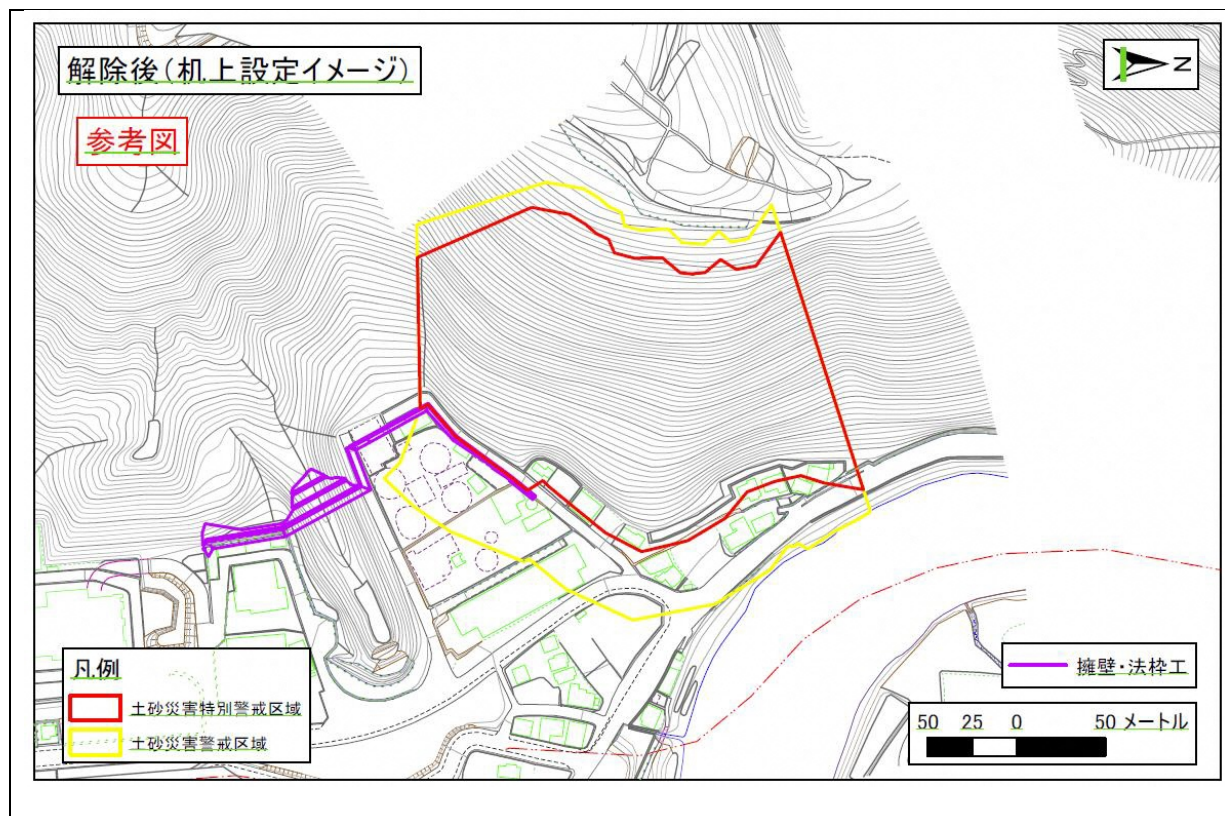 解除後(机上設定イメージ)
N
参考図
凡例
土砂災害特別警戒区域
土砂災害警戒区域
擁壁・法枠工
50 25 0 50 メートル